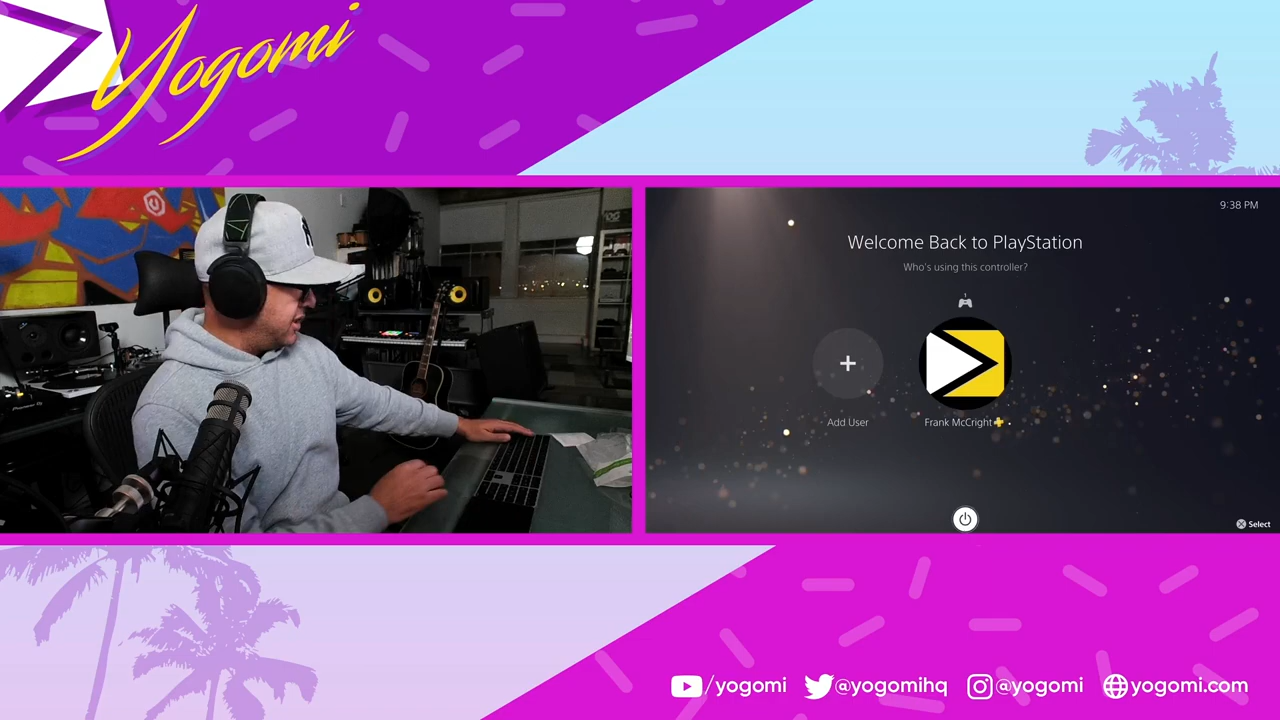 Yogomi
9:38 PM
Welcome Back to PlayStation
Who's using this controller?
Add User
Frank McCright
Select
/yogomi
@yogomihq
@yogomi
yogomi.com